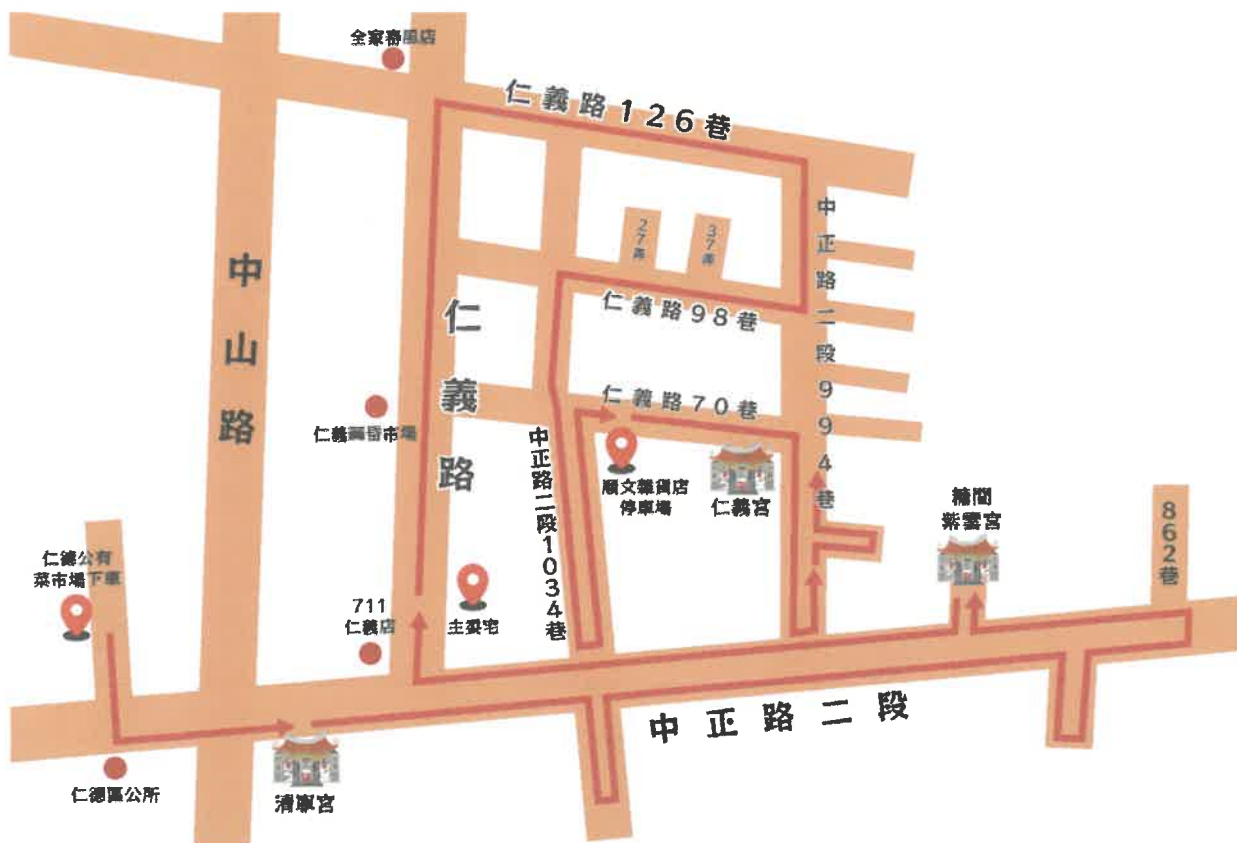 全家春風店
仁義路126巷
中山路
仁義路
27弄
37弄
中正路二段994巷
仁義路98巷
仁義路70巷
仁義黃昏市場
中正路二段1034巷
順文雜貨店
停車場
仁義宮
紫雲宮
862巷
仁德公有
菜市場下車
711
仁義店
主委宅
中正路二段
仁德區公所
清軍宮